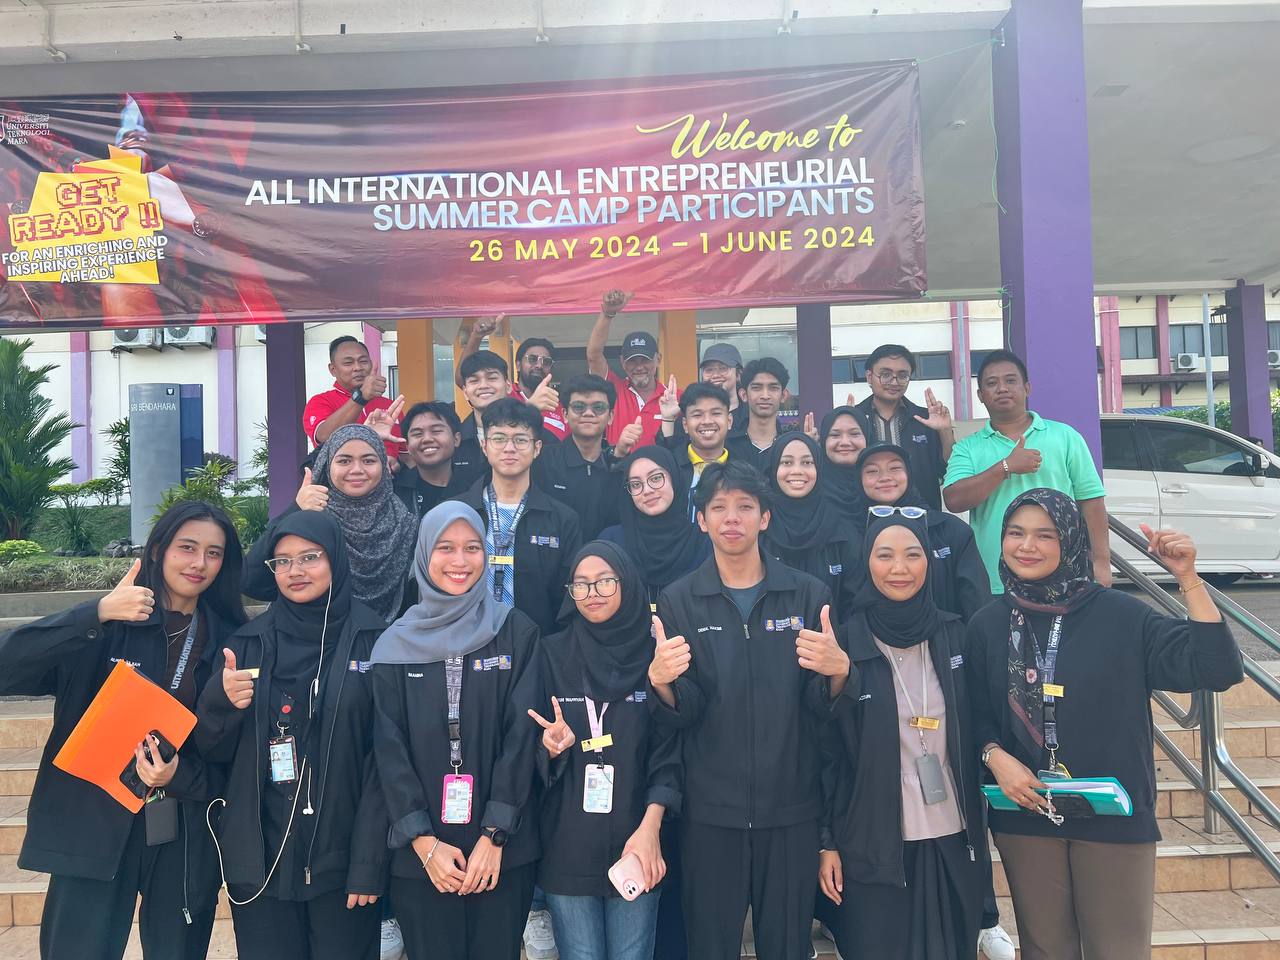 UNIVERSITI
TEKNOLOGI
MARA
GET
READY !!
FOR AN ENRICHING AND
INSPIRING EXPERIENCE
AHEAD!
Welcome to
ALL INTERNATIONAL ENTREPRENEURIAL
SUMMER CAMP PARTICIPANTS
26 MAY 2024 – 1 JUNE 2024
SRI BENDAHARA